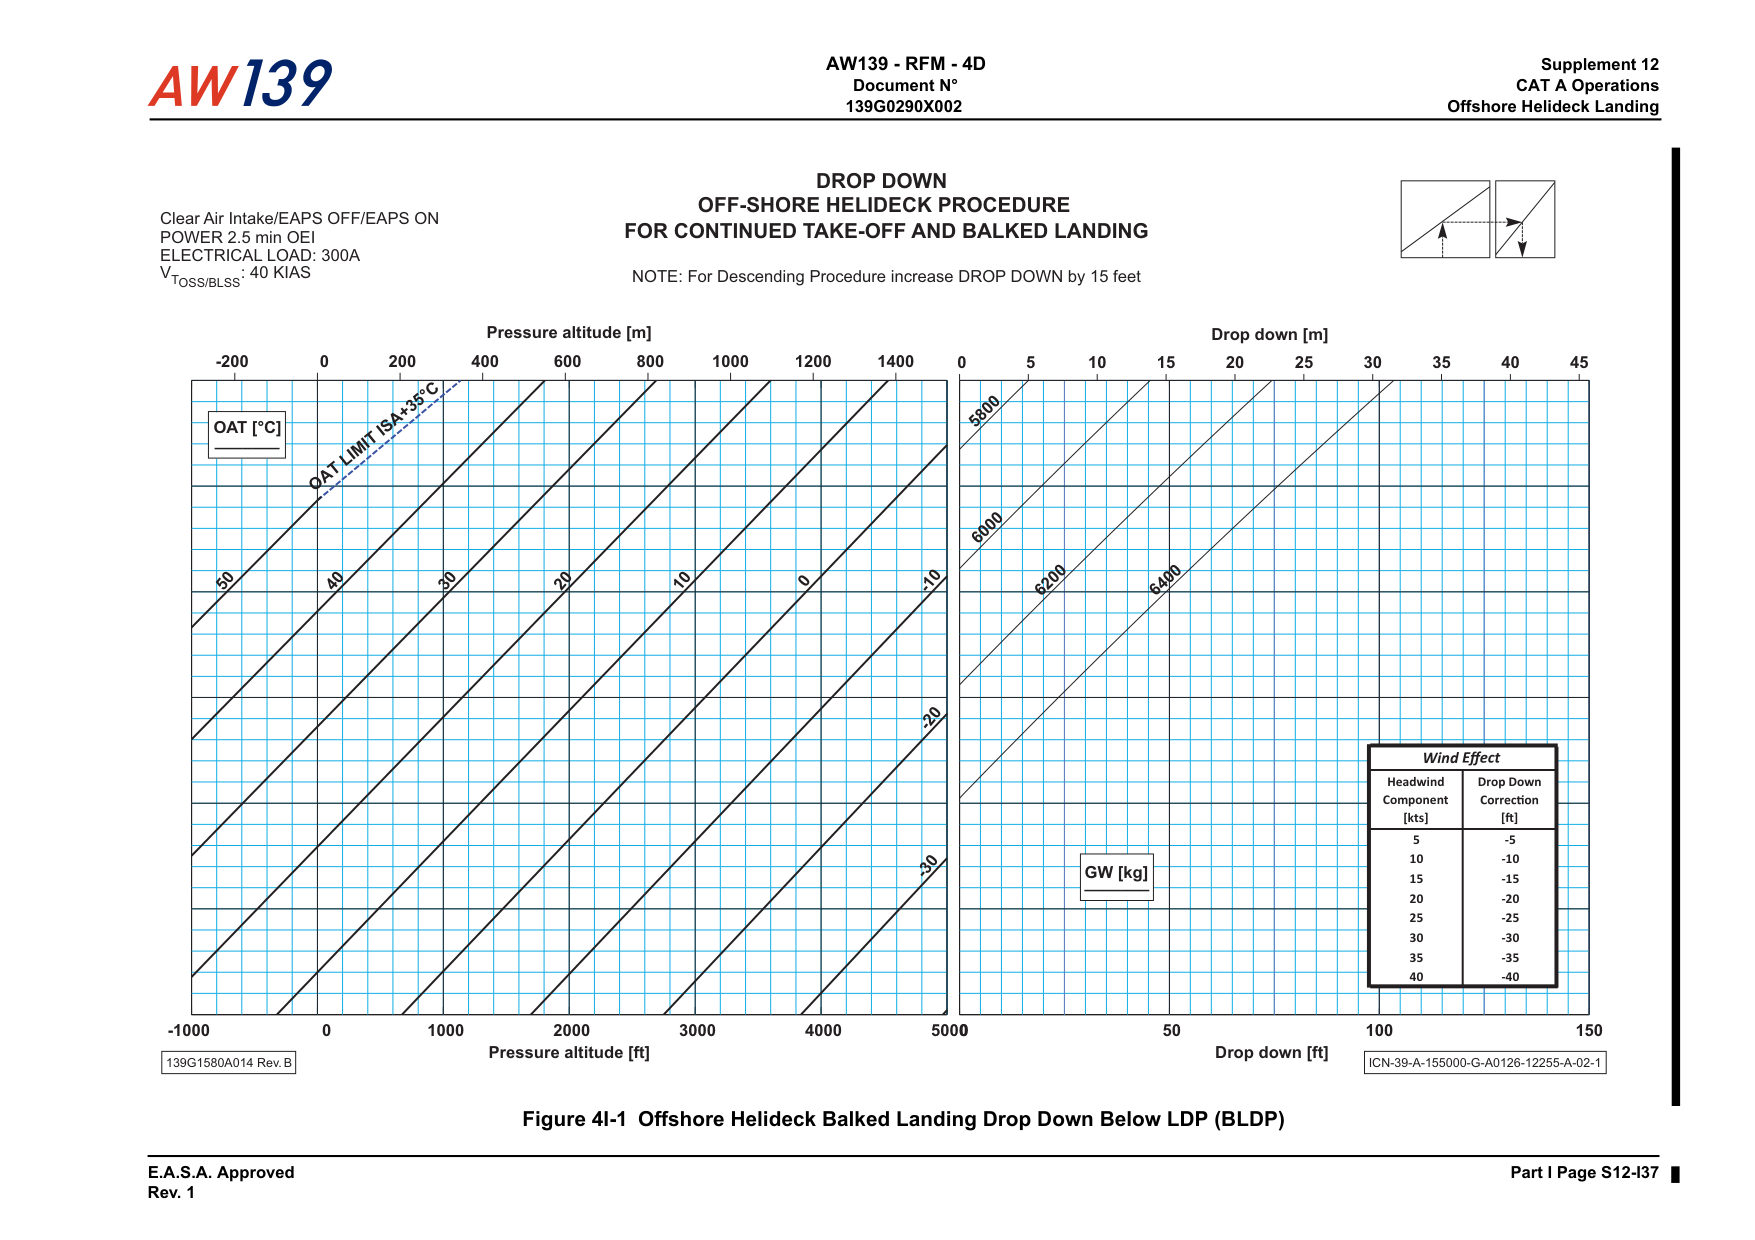 AW139
AW139 - RFM - 4D
Document N°
139G0290X002
Supplement 12
CAT A Operations
Offshore Helideck Landing
DROP DOWN
OFF-SHORE HELIDECK PROCEDURE
FOR CONTINUED TAKE-OFF AND BALKED LANDING
Clear Air Intake/EAPS OFF/EAPS ON
POWER 2.5 min OEI
ELECTRICAL LOAD: 300A
VTOSS/BLSS: 40 KIAS
NOTE: For Descending Procedure increase DROP DOWN by 15 feet
Pressure altitude [m]
-200 0 200 400 600 800 1000 1200 1400
Drop down [m]
0 5 10 15 20 25 30 35 40 45
OAT [°C]
OAT LIMIT ISA+35°C
50 40 30 20 10 0 -10
-20
-30
5800
6000
6200
6400
GW [kg]
Wind Effect
Headwind Component [kts] Drop Down Correction [ft]
5 -5
10 -10
15 -15
20 -20
25 -25
30 -30
35 -35
40 -40
-1000 0 1000 2000 3000 4000 5000
Pressure altitude [ft]
0 50 100 150
Drop down [ft]
139G1580A014 Rev. B
ICN-39-A-155000-G-A0126-12255-A-02-1
Figure 4I-1 Offshore Helideck Balked Landing Drop Down Below LDP (BLDP)
E.A.S.A. Approved
Rev. 1
Part I Page S12-I37